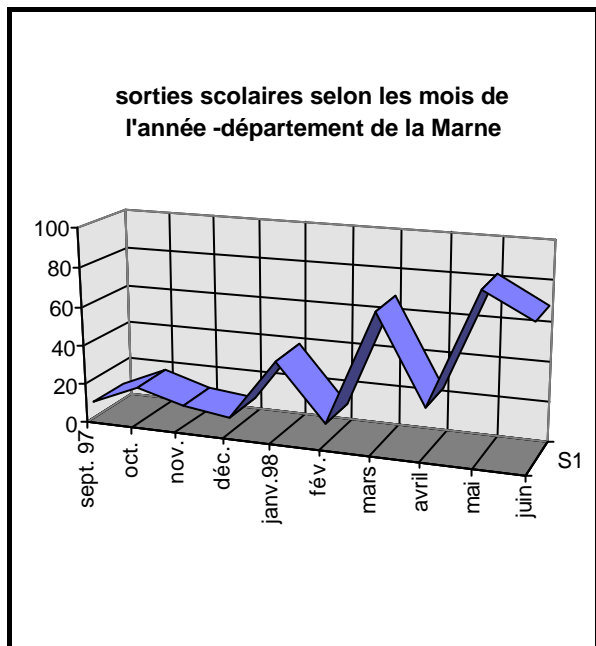 sorties scolaires selon les mois de
l'année -département de la Marne
100
80
60
40
20
0
sept. 97
oct.
nov.
déc.
janv.98
fév.
mars
avril
mai
juin
S1